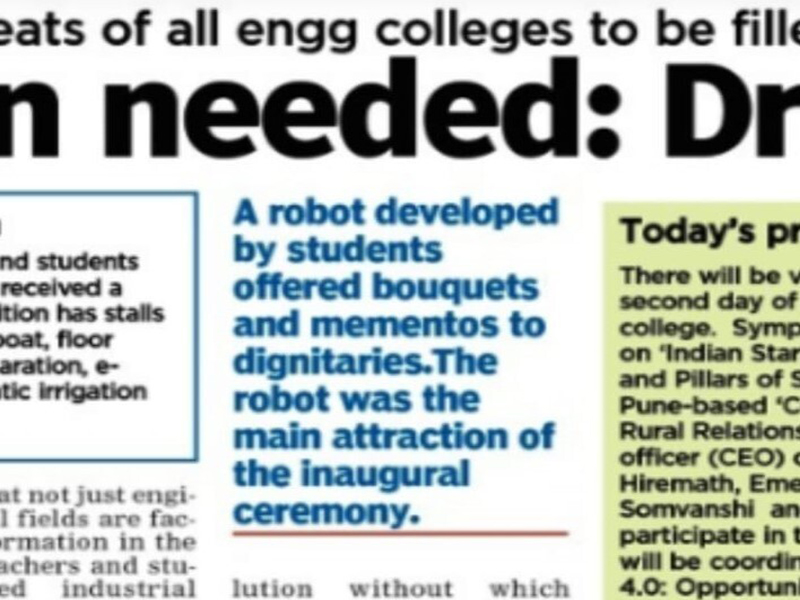 eats of all engg colleges to be fille
n needed: Dr
nd students
received a
ition has stalls
boat, floor
aration, e-
tic irrigation
at not just engi-
l fields are fac-
ormation in the
achers and stu-
ed industrial
A robot developed
by students
offered bouquets
and mementos to
dignitaries.The
robot was the
main attraction of
the inaugural
ceremony.
lution without which
Today's pr
There will be v
second day of
college. Symp
on 'Indian Star
and Pillars of S
Pune-based 'C
Rural Relations
officer (CEO) o
Hiremath, Eme
Somvanshi an
participate in t
will be coordin
4.0: Opportuni